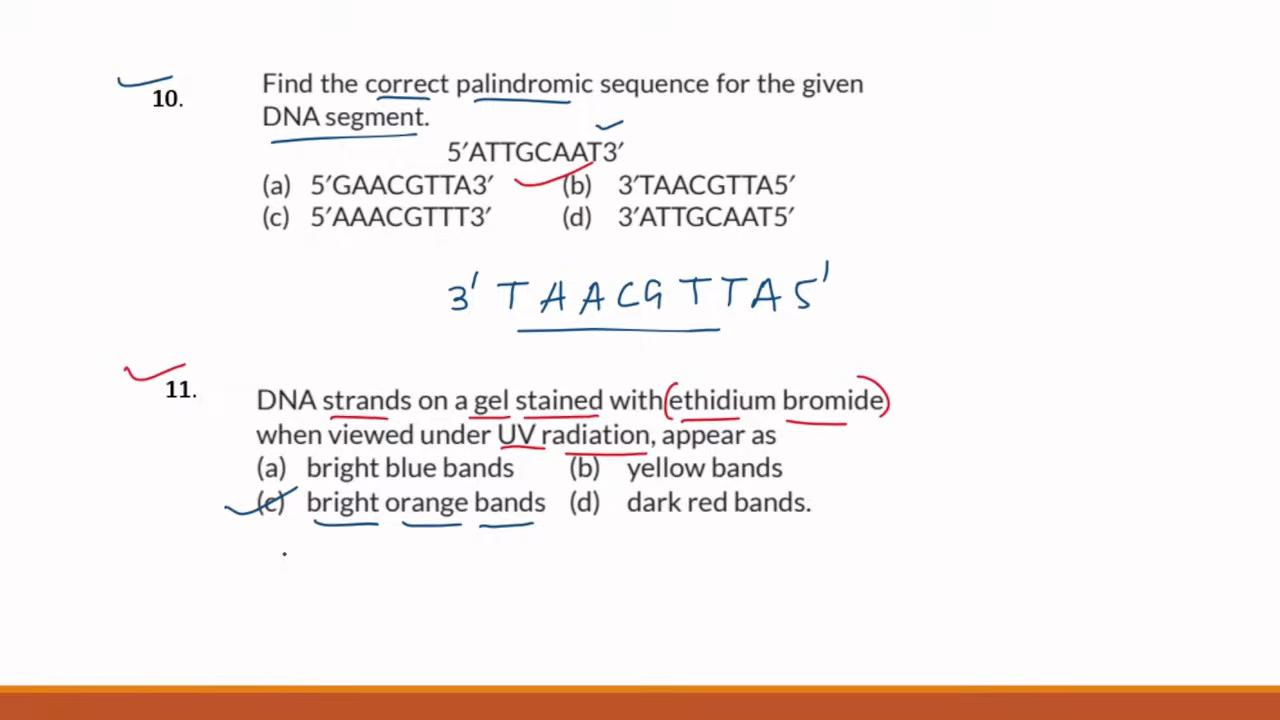 10. Find the correct palindromic sequence for the given
DNA segment.
5′ATTGCAAT3′
(a) 5′GAACGTTA3′ (b) 3′TAACGTTA5′
(c) 5′AAACGTTT3′ (d) 3′ATTGCAAT5′
3' T A A C G T T A 5'
11. DNA strands on a gel stained with ethidium bromide
when viewed under UV radiation, appear as
(a) bright blue bands (b) yellow bands
(c) bright orange bands (d) dark red bands.